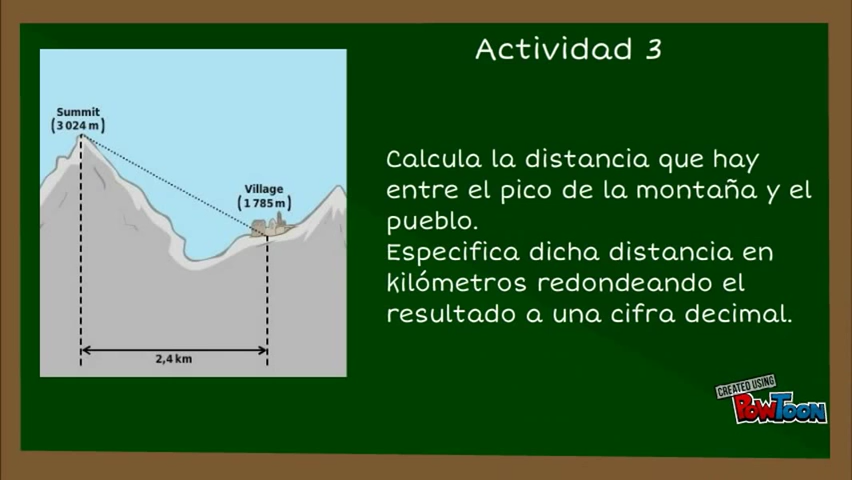 Actividad 3
Summit
(3 024 m)
Village
(1 785 m)
2,4 km
Calcula la distancia que hay
entre el pico de la montaña y el
pueblo.
Especifica dicha distancia en
kilómetros redondeando el
resultado a una cifra decimal.
CREATED USING
POWTOON